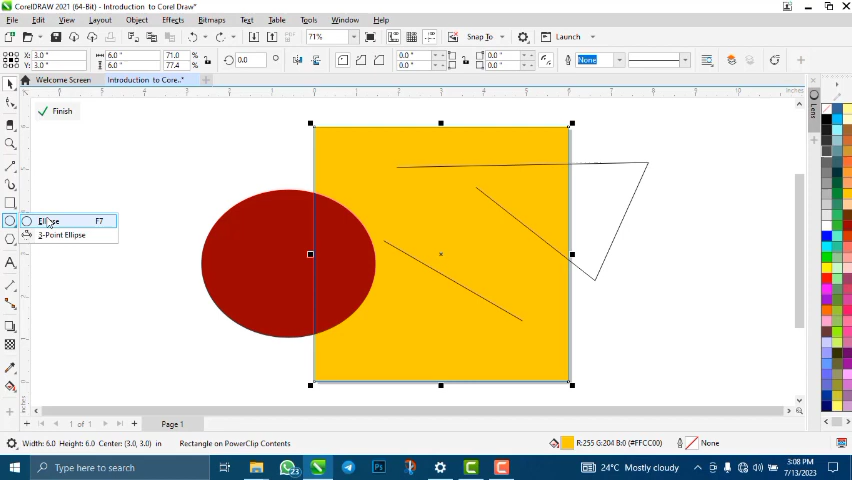 CorelDRAW 2021 (64-Bit) - Introduction to Corel Draw*
File Edit View Layout Object Effects Bitmaps Text Table Tools Window Help
71% Snap To Launch
X: 3.0 " 6.0 " 71.0 % 0.0 ° 0.0 " 0.0 " None
Y: 3.0 " 6.0 " 77.4 % 0.0 " 0.0 "
Welcome Screen Introduction to Corel..*
inches
Finish
Lens
Ellipse F7
3-Point Ellipse
1 of 1 Page 1
Width: 6.0 Height: 6.0 Center: (3.0, 3.0) in Rectangle on PowerClip Contents R:255 G:204 B:0 (#FFCC00) None
Type here to search 23 24°C Mostly cloudy 3:08 PM
7/13/2023